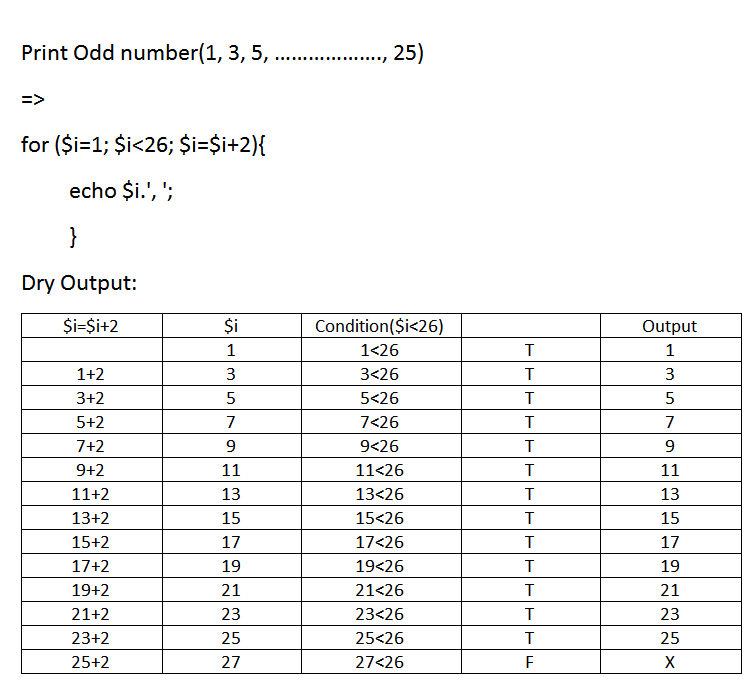 Print Odd number(1, 3, 5, ...................., 25)
=>
for ($i=1; $i<26; $i=$i+2){
echo $i.', ';
}
Dry Output:
$i=$i+2 $i Condition($i<26) Output
1 1<26 T 1
1+2 3 3<26 T 3
3+2 5 5<26 T 5
5+2 7 7<26 T 7
7+2 9 9<26 T 9
9+2 11 11<26 T 11
11+2 13 13<26 T 13
13+2 15 15<26 T 15
15+2 17 17<26 T 17
17+2 19 19<26 T 19
19+2 21 21<26 T 21
21+2 23 23<26 T 23
23+2 25 25<26 T 25
25+2 27 27<26 F X